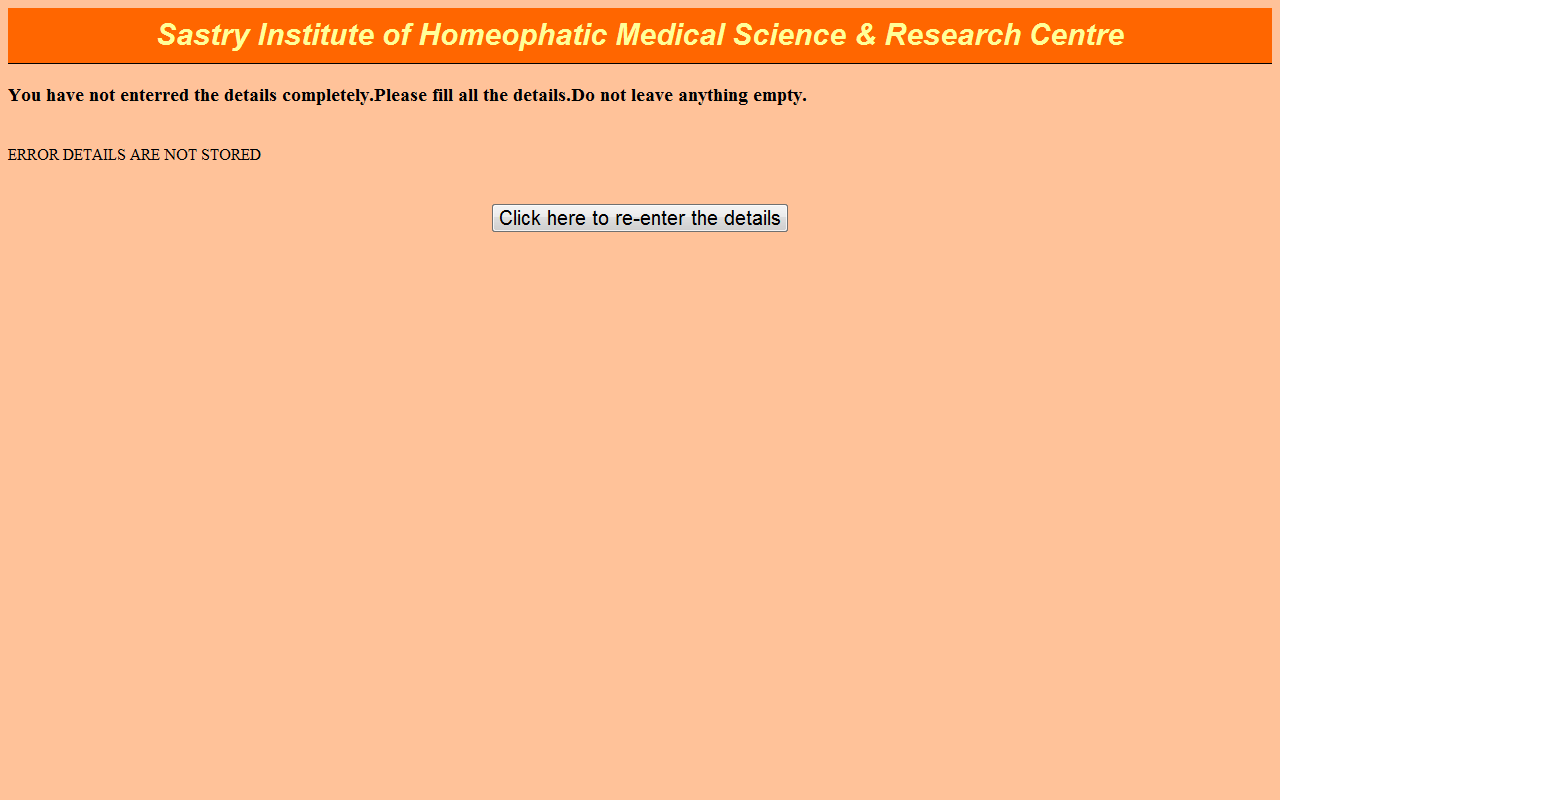 Sastry Institute of Homeophatic Medical Science & Research Centre
You have not enterred the details completely.Please fill all the details.Do not leave anything empty.
ERROR DETAILS ARE NOT STORED
Click here to re-enter the details